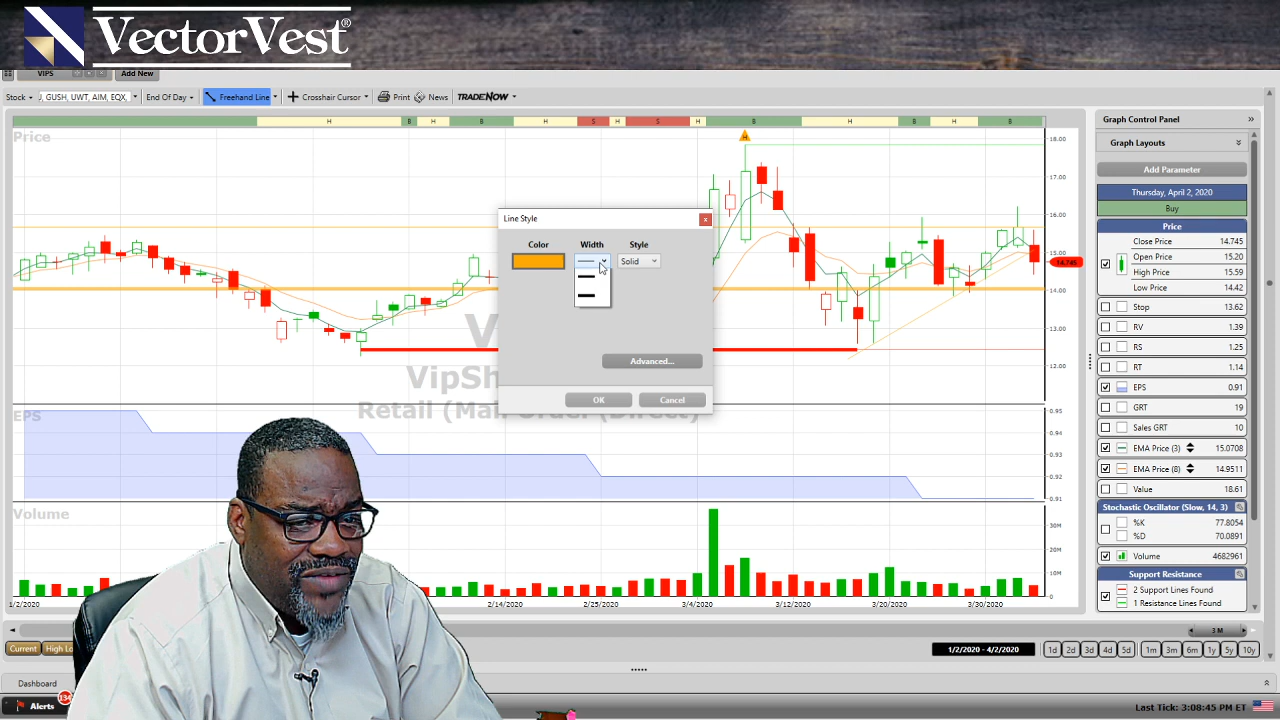 VectorVest®
VIPS
Add New
Stock
J, GUSH, UWT, AIM, EQX,
End Of Day
Freehand Line
Crosshair Cursor
Print
News
TRADENOW
H B H B H S H S H B H B H B
Price
H
18.00
17.00
16.00
15.00
14.745
14.00
13.00
12.00
Line Style
x
Color
Width
Style
Solid
Advanced...
OK
Cancel
V
VipSh
Retail (Mail Order (Direct)
EPS
0.95
0.94
0.93
0.92
0.91
Volume
30M
20M
10M
0
1/2/2020
2/14/2020
2/25/2020
3/4/2020
3/12/2020
3/20/2020
3/30/2020
3 M
Current
High Lo
1/2/2020 - 4/2/2020
1d 2d 3d 4d 5d 1m 3m 6m 1y 5y 10y
Dashboard
Alerts
134
Last Tick: 3:08:45 PM ET
Graph Control Panel
Graph Layouts
Add Parameter
Thursday, April 2, 2020
Buy
Price
Close Price 14.745
Open Price 15.20
High Price 15.59
Low Price 14.42
Stop 13.62
RV 1.39
RS 1.25
RT 1.14
EPS 0.91
GRT 19
Sales GRT 10
EMA Price (3) 15.0708
EMA Price (8) 14.9511
Value 18.61
Stochastic Oscillator (Slow, 14, 3)
%K 77.8054
%D 70.0891
Volume 4682961
Support Resistance
2 Support Lines Found
1 Resistance Lines Found